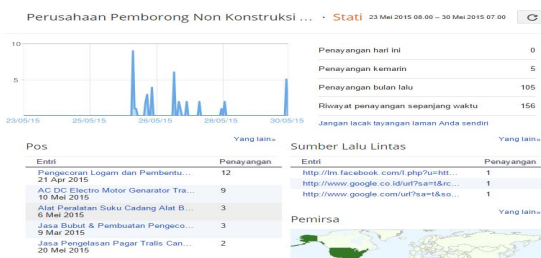 Perusahaan Pemborong Non Konstruksi ... · Stati 23 Mei 2015 08.00 – 30 Mei 2015 07.00
10
5
23/05/15 25/05/15 26/05/15 28/05/15 30/05/15
Penayangan hari ini 0
Penayangan kemarin 5
Penayangan bulan lalu 105
Riwayat penayangan sepanjang waktu 156
Jangan lacak tayangan laman Anda sendiri
Yang lain»
Pos
Entri Penayangan
Pengecoran Logam dan Pembentu... 12
21 Apr 2015
AC DC Electro Motor Genarator Tra... 9
10 Mei 2015
Alat Peralatan Suku Cadang Alat B... 3
6 Mei 2015
Jasa Bubut & Pembuatan Pengeco... 3
9 Mar 2015
Jasa Pengelasan Pagar Tralis Can... 2
20 Mei 2015
Yang lain»
Sumber Lalu Lintas
Entri Penayangan
http://lm.facebook.com/l.php?u=htt... 1
http://www.google.co.id/url?sa=t&rc... 1
http://www.google.com/url?sa=t&so... 1
Yang lain»
Pemirsa